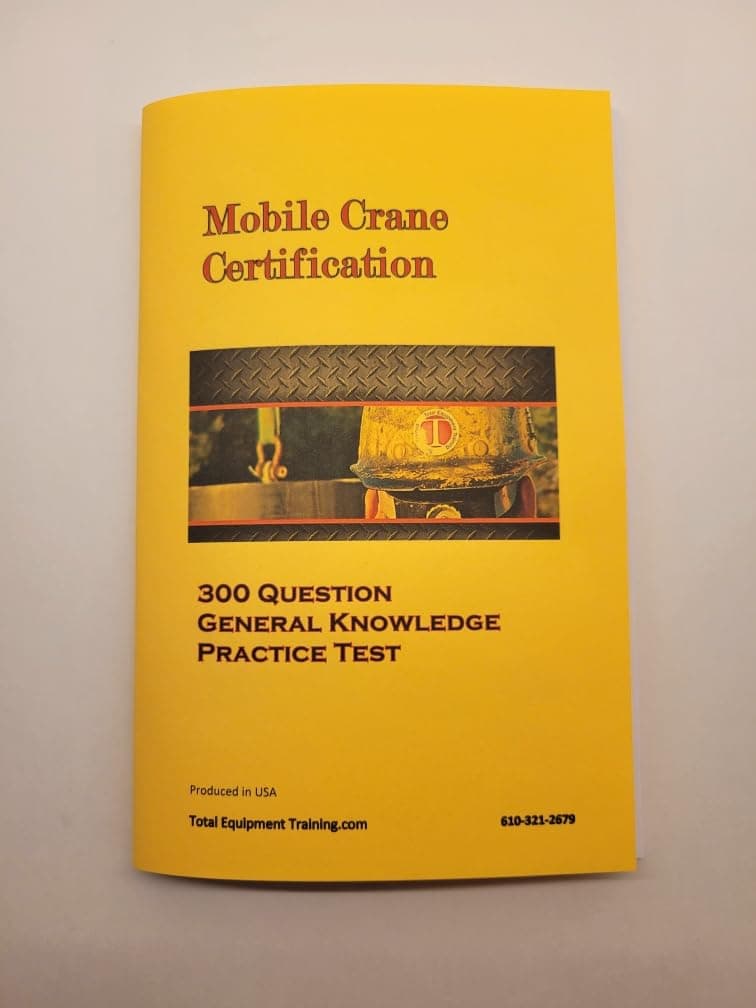 Mobile Crane
Certification
300 QUESTION
GENERAL KNOWLEDGE
PRACTICE TEST
Produced in USA
Total Equipment Training.com
610-321-2679